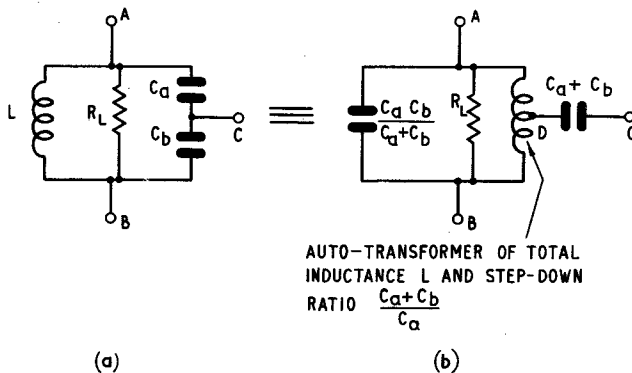 A
L
R_L
C_a
C_b
C
B
(a)
A
C_a C_b
C_a + C_b
R_L
D
C_a + C_b
C
B
AUTO-TRANSFORMER OF TOTAL
INDUCTANCE L AND STEP-DOWN
RATIO C_a + C_b
C_a
(b)